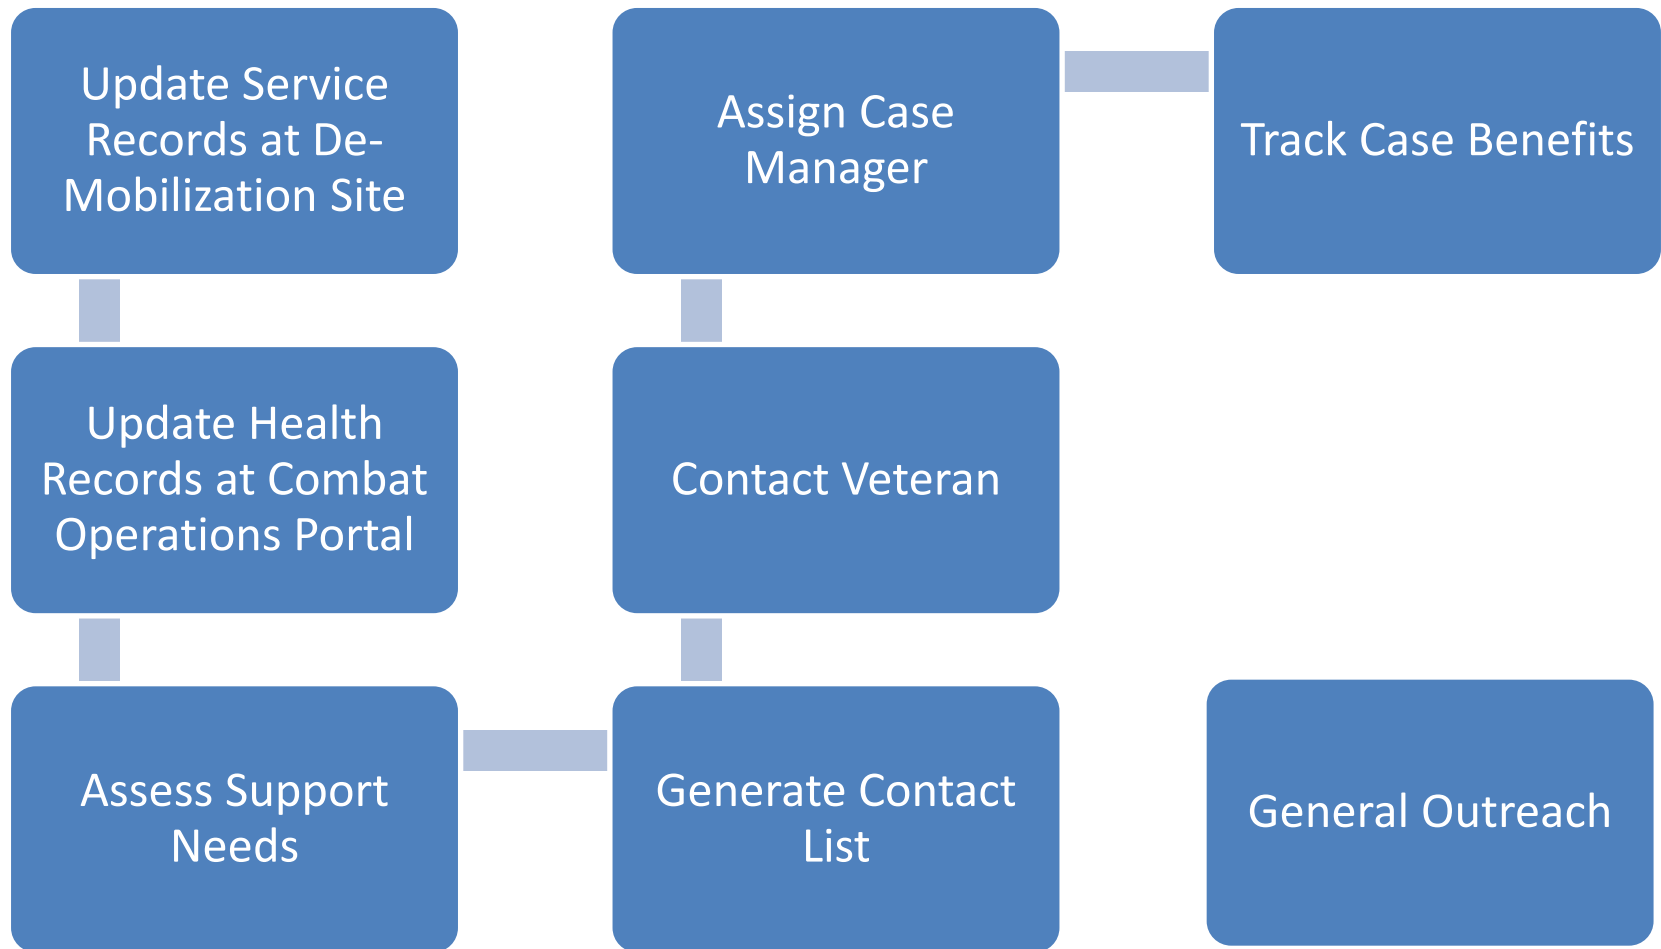 Update Service
Records at De-
Mobilization Site
Update Health
Records at Combat
Operations Portal
Assess Support
Needs
Generate Contact
List
Contact Veteran
Assign Case
Manager
Track Case Benefits
General Outreach